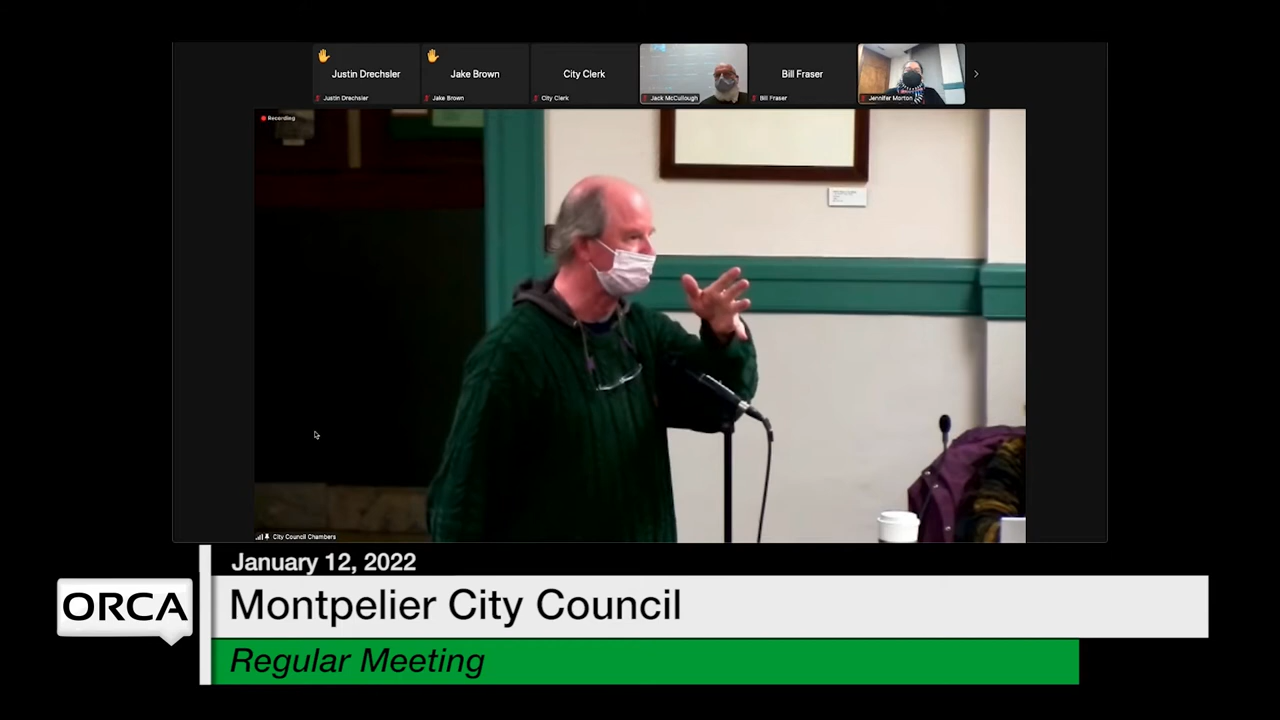 Justin Drechsler
Jake Brown
City Clerk
Bill Fraser
Justin Drechsler
Jake Brown
City Clerk
Jack McCullough
Bill Fraser
Jennifer Morton
Recording
City Council Chambers
January 12, 2022
ORCA
Montpelier City Council
Regular Meeting